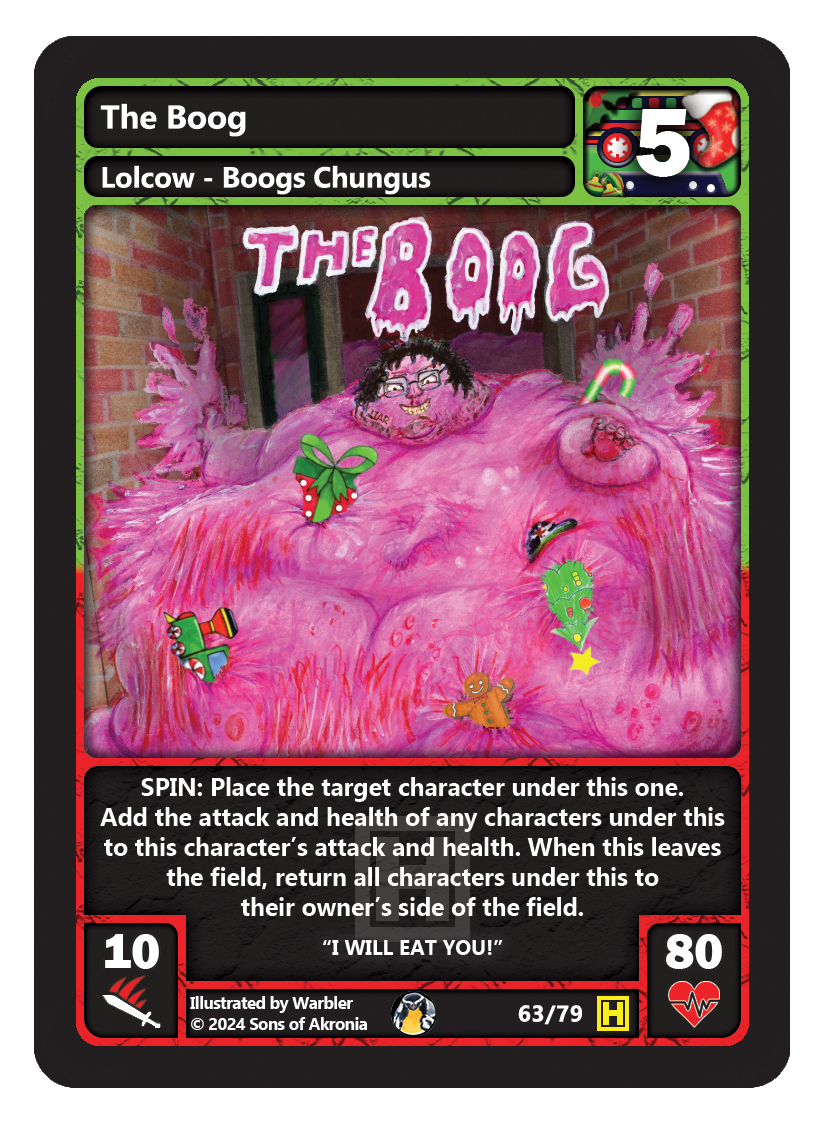 The Boog
5
Lolcow - Boogs Chungus
THE BOOG
SPIN: Place the target character under this one.
Add the attack and health of any characters under this
to this character’s attack and health. When this leaves
the field, return all characters under this to
their owner’s side of the field.
“I WILL EAT YOU!”
10
80
Illustrated by Warbler
© 2024 Sons of Akronia
63/79
H